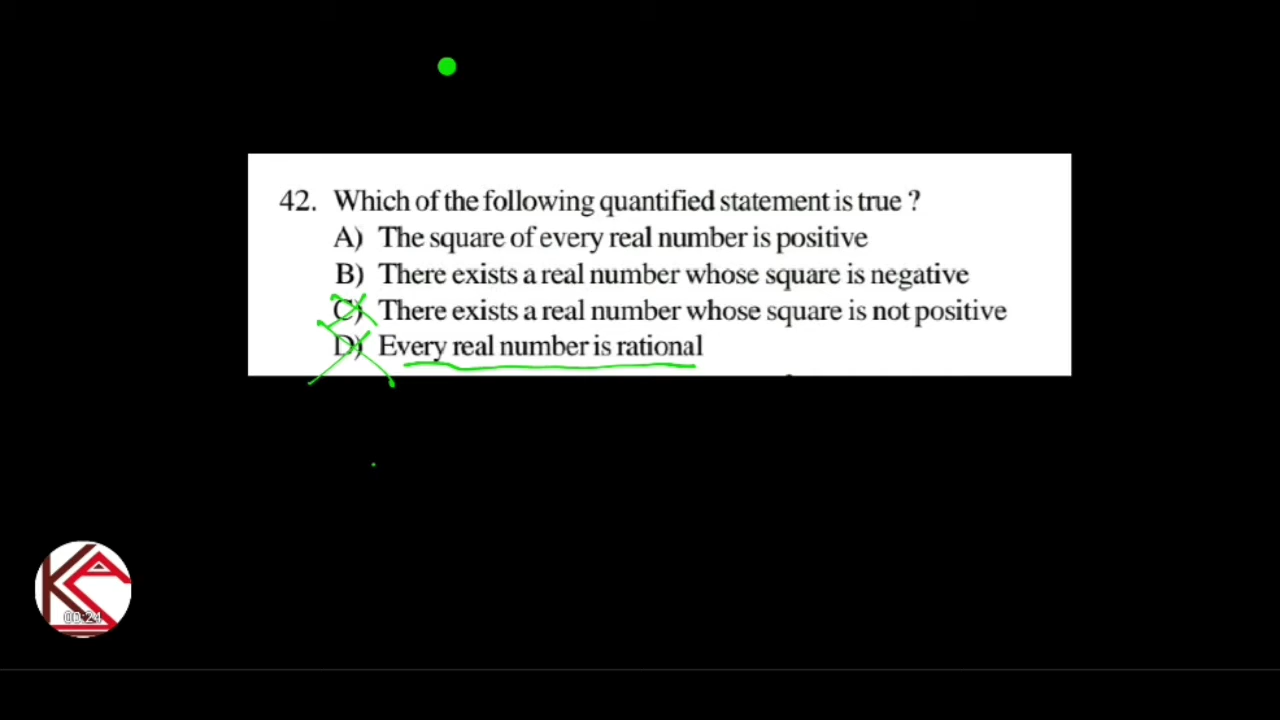 42. Which of the following quantified statement is true ?
A) The square of every real number is positive
B) There exists a real number whose square is negative
C) There exists a real number whose square is not positive
D) Every real number is rational
00:24